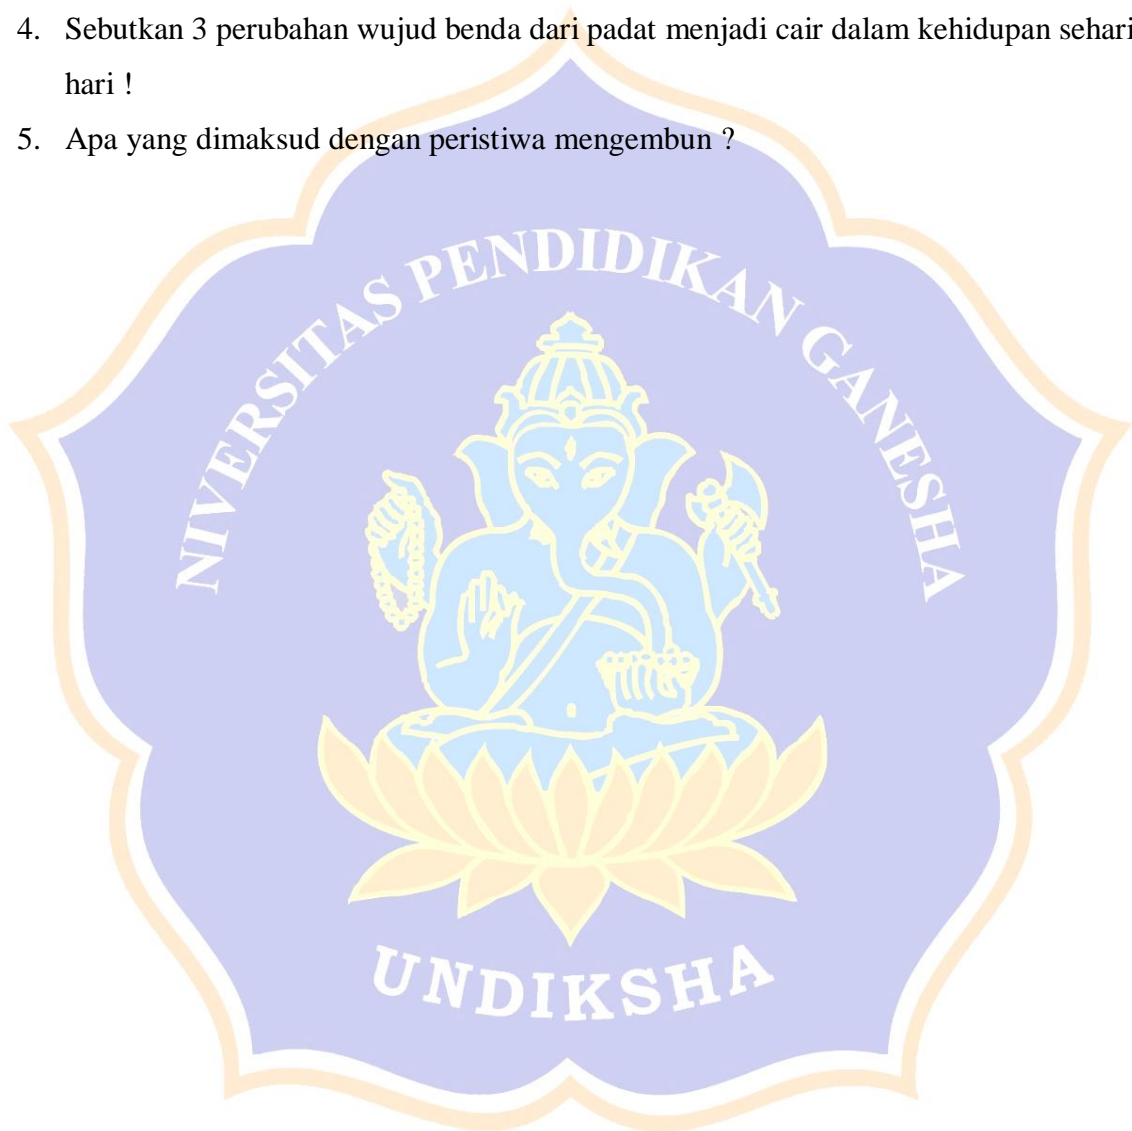 4. Sebutkan 3 perubahan wujud benda dari padat menjadi cair dalam kehidupan sehari
hari !
5. Apa yang dimaksud dengan peristiwa mengembun ?
NIVERSITAS PENDIDIKAN GANESHA
UNDIKSHA